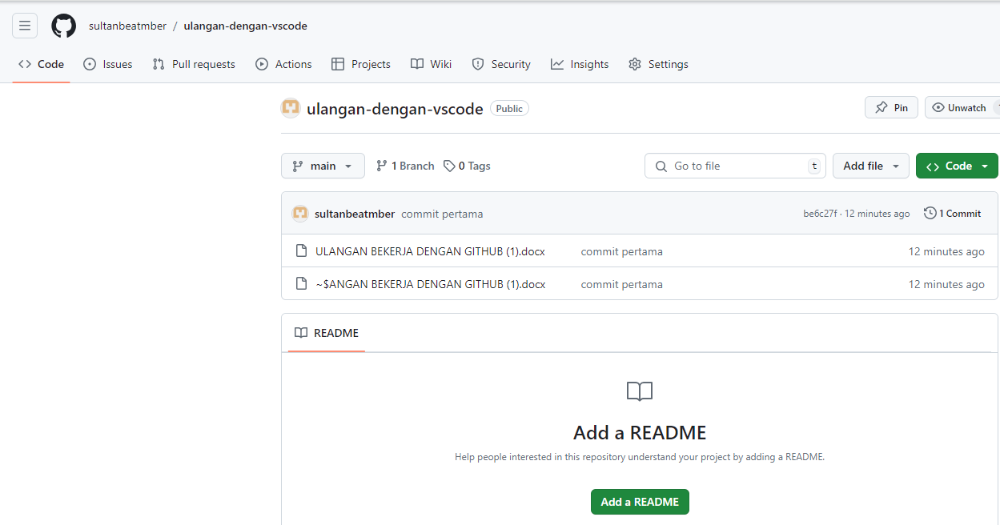 sultanbeatmber / ulangan-dengan-vscode
Code Issues Pull requests Actions Projects Wiki Security Insights Settings
ulangan-dengan-vscode Public Pin Unwatch
main 1 Branch 0 Tags Go to file t Add file Code
sultanbeatmber commit pertama be6c27f · 12 minutes ago 1 Commit
ULANGAN BEKERJA DENGAN GITHUB (1).docx commit pertama 12 minutes ago
~$ANGAN BEKERJA DENGAN GITHUB (1).docx commit pertama 12 minutes ago
README
Add a README
Help people interested in this repository understand your project by adding a README.
Add a README